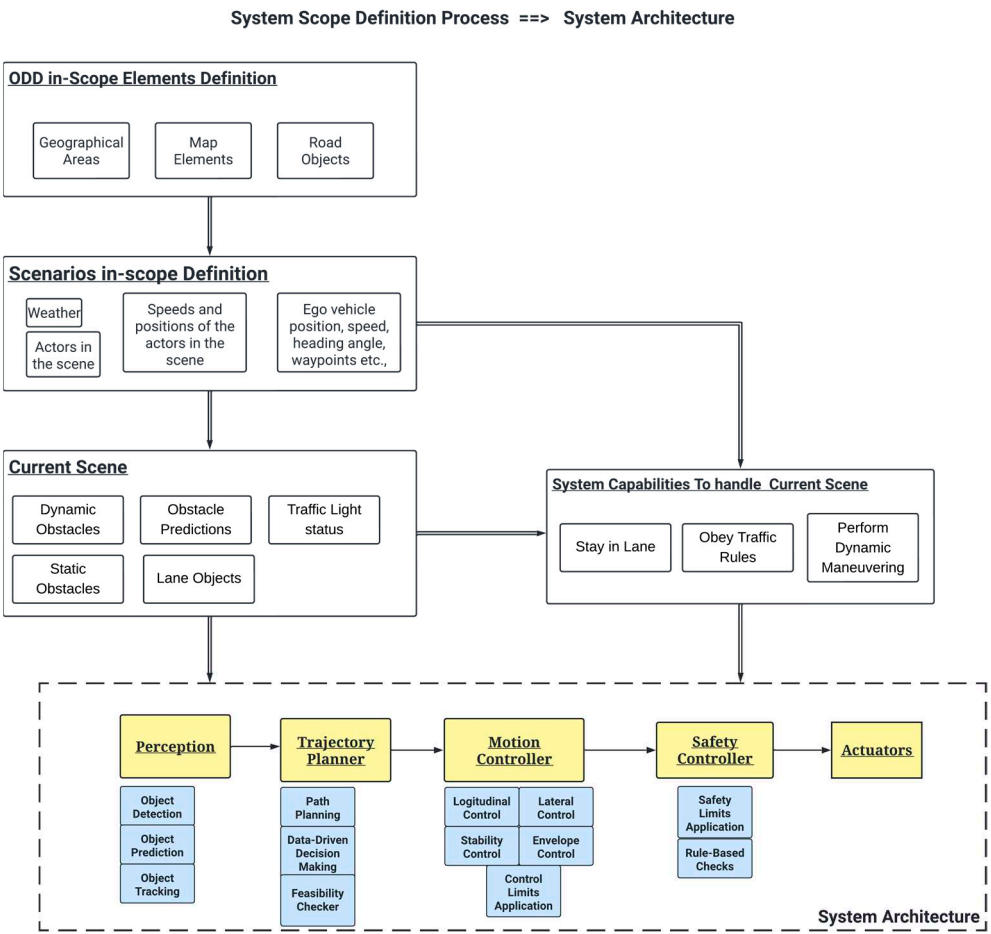 System Scope Definition Process ==> System Architecture
ODD in-Scope Elements Definition
Geographical
Areas
Map
Elements
Road
Objects
Scenarios in-scope Definition
Weather
Actors in
the scene
Speeds and
positions of the
actors in the
scene
Ego vehicle
position, speed,
heading angle,
waypoints etc.,
Current Scene
Dynamic
Obstacles
Obstacle
Predictions
Traffic Light
status
Static
Obstacles
Lane Objects
System Capabilities To handle Current Scene
Stay in Lane
Obey Traffic
Rules
Perform
Dynamic
Maneuvering
Perception
Object
Detection
Object
Prediction
Object
Tracking
Trajectory
Planner
Path
Planning
Data-Driven
Decision
Making
Feasibility
Checker
Motion
Controller
Logitudinal
Control
Lateral
Control
Stability
Control
Envelope
Control
Control
Limits
Application
Safety
Controller
Safety
Limits
Application
Rule-Based
Checks
Actuators
System Architecture